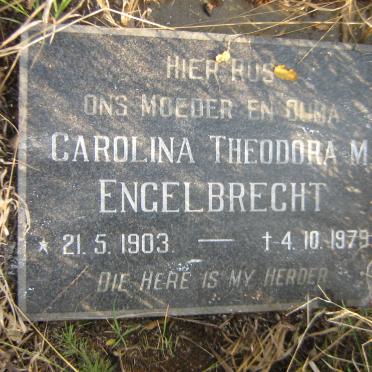 HIER RUS
ONS MOEDER EN OUMA
CAROLINA THEODORA M.
ENGELBRECHT
* 21.5.1903 — † 4.10.1979
DIE HERE IS MY HERDER